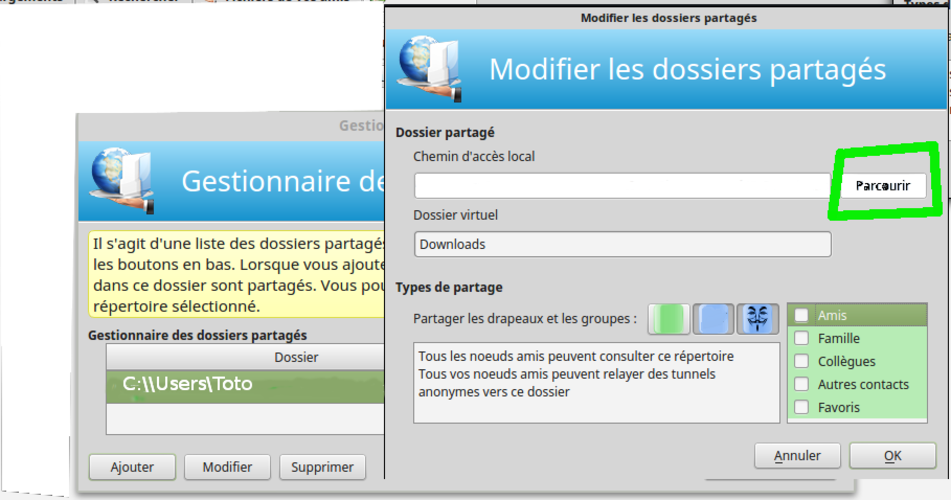 Modifier les dossiers partagés
Modifier les dossiers partagés
Dossier partagé
Chemin d'accès local
Parcourir
Dossier virtuel
Downloads
Types de partage
Partager les drapeaux et les groupes :
Amis
Famille
Collègues
Autres contacts
Favoris
Tous les noeuds amis peuvent consulter ce répertoire
Tous vos noeuds amis peuvent relayer des tunnels
anonymes vers ce dossier
Annuler
OK
Gestio
Gestionnaire de
Il s'agit d'une liste des dossiers partagés
les boutons en bas. Lorsque vous ajoute
dans ce dossier sont partagés. Vous pou
répertoire sélectionné.
Gestionnaire des dossiers partagés
Dossier
C:\\Users\Toto
Ajouter
Modifier
Supprimer